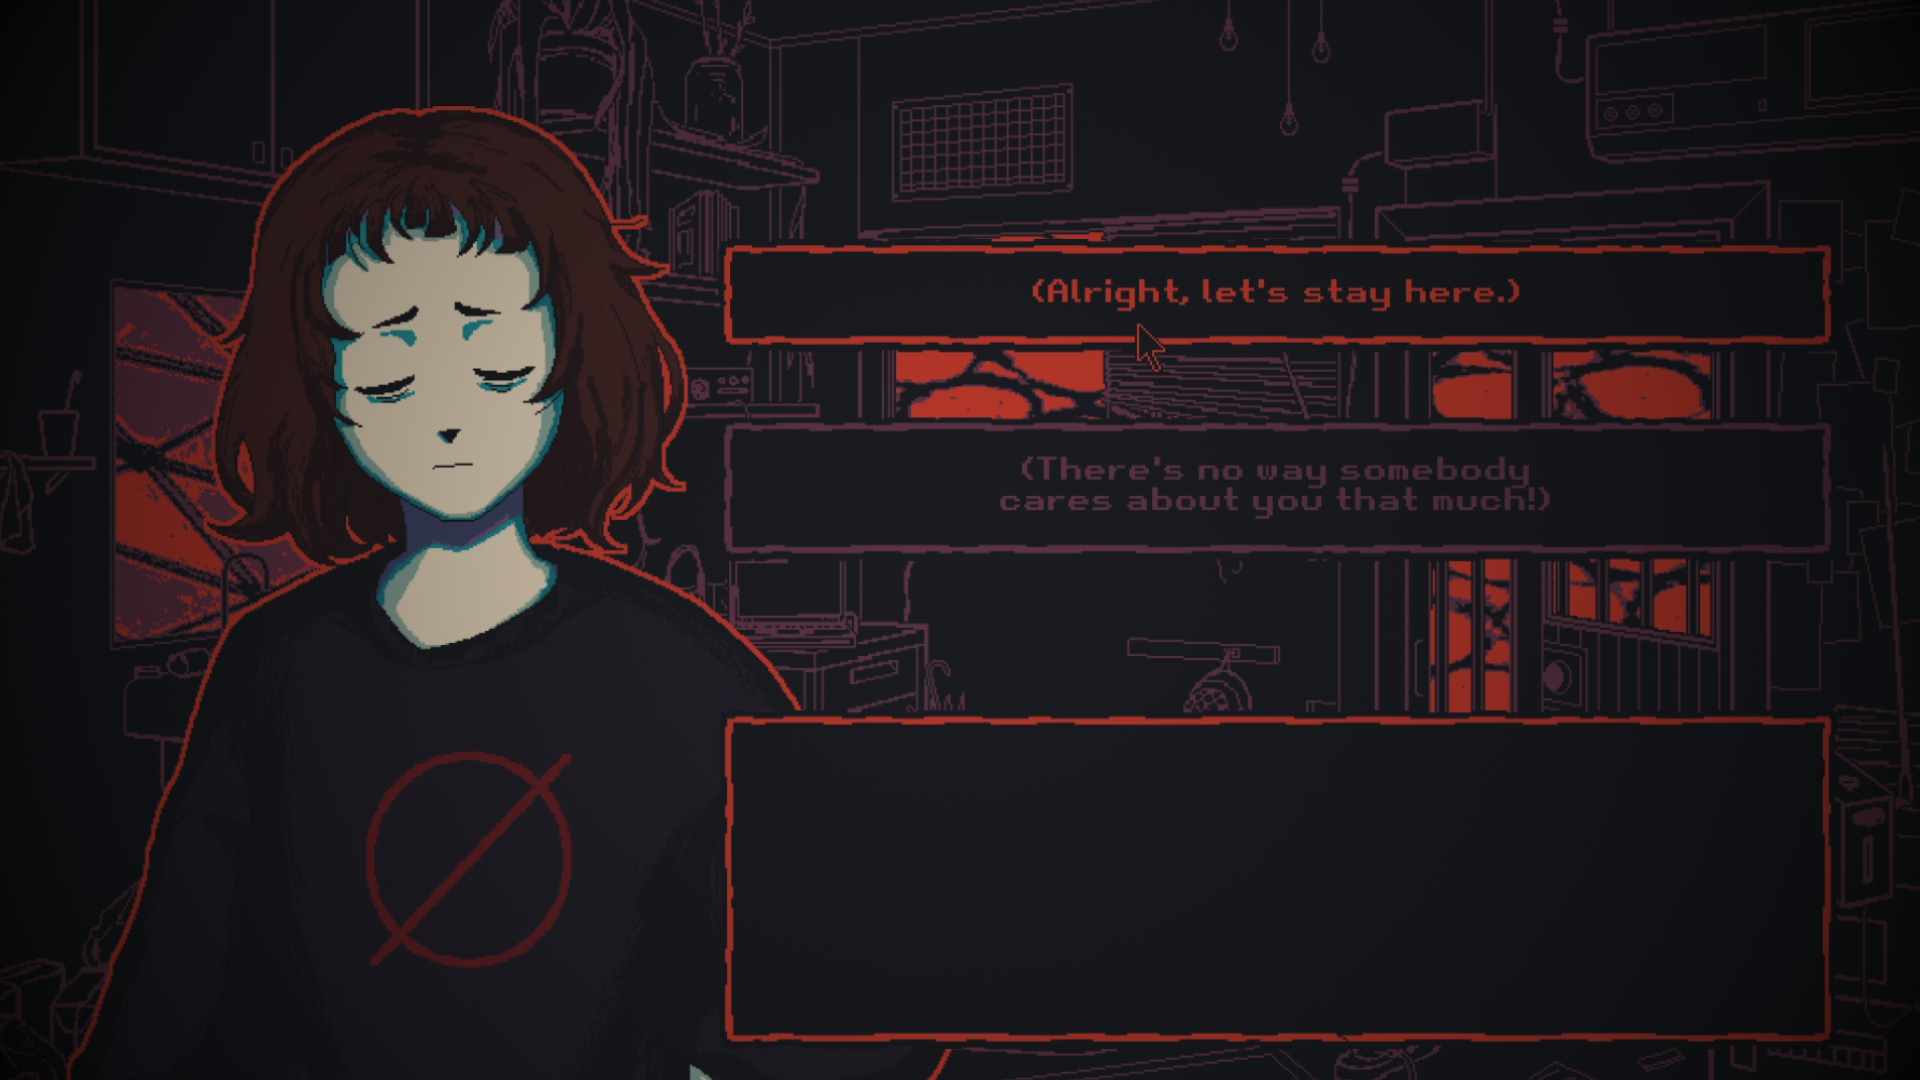 (Alright, let's stay here.)
(There's no way somebody
cares about you that much!)